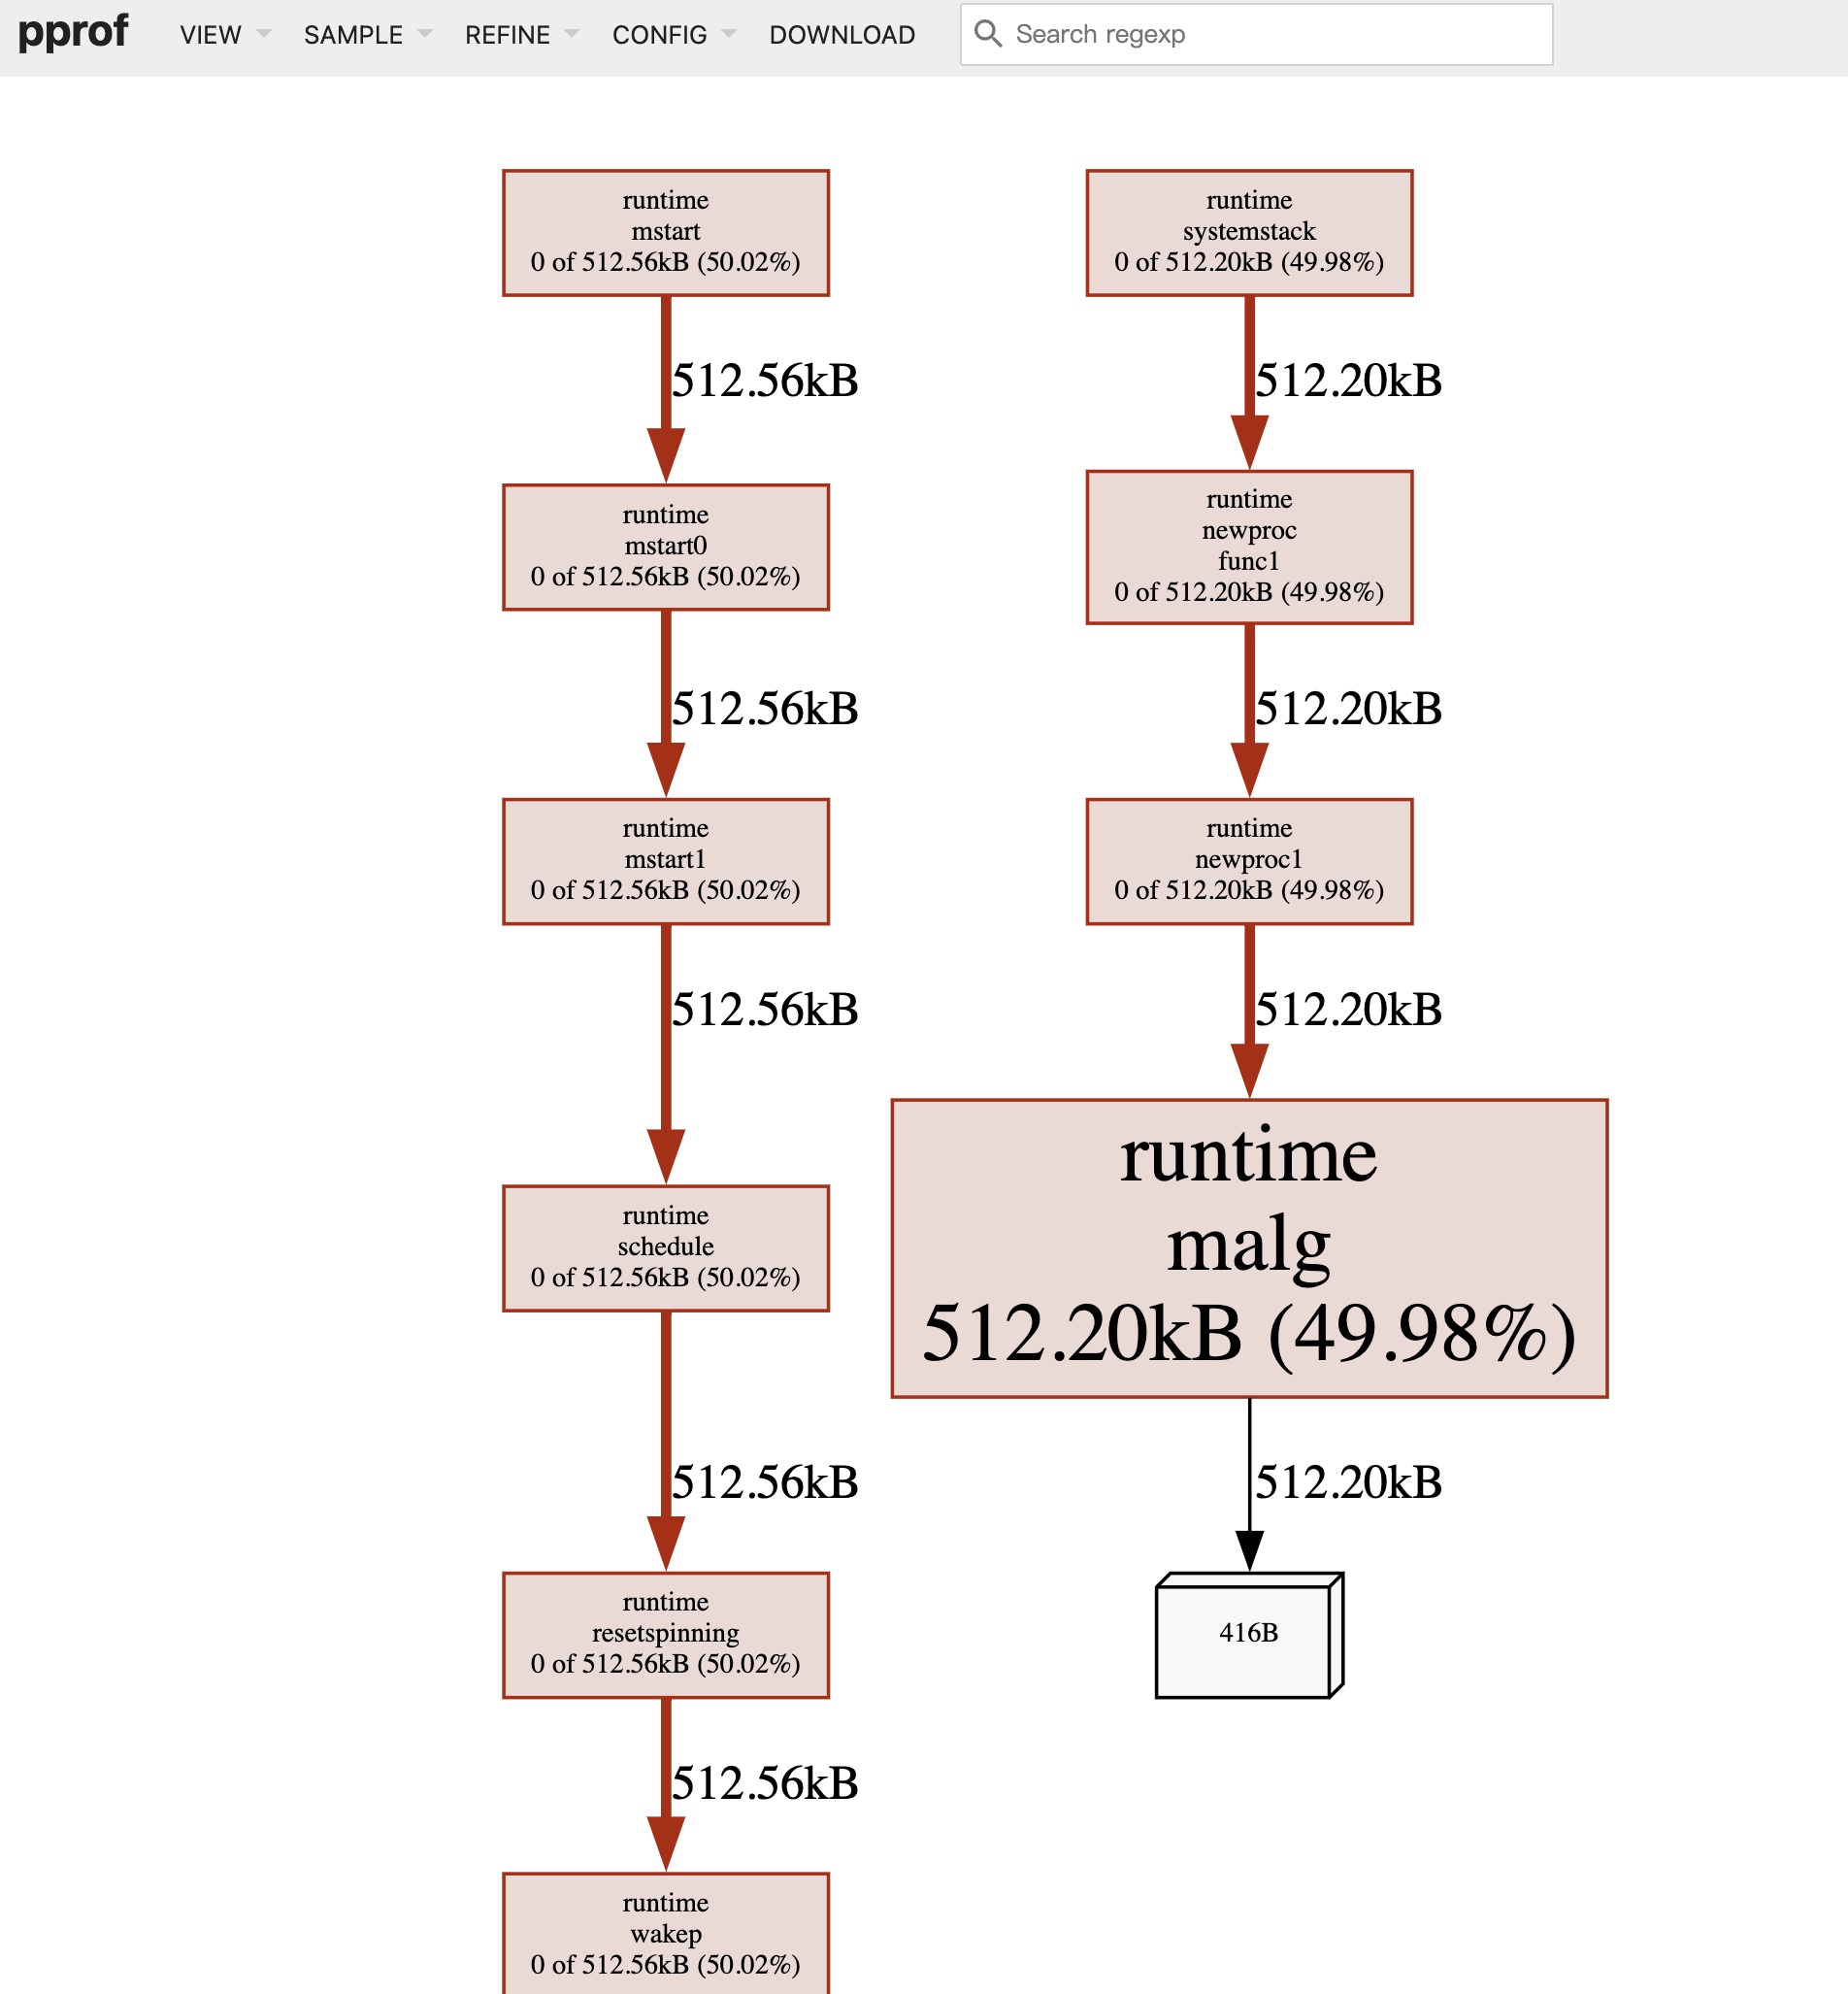 pprof VIEW SAMPLE REFINE CONFIG DOWNLOAD Search regexp
runtime
mstart
0 of 512.56kB (50.02%)
512.56kB
runtime
mstart0
0 of 512.56kB (50.02%)
512.56kB
runtime
mstart1
0 of 512.56kB (50.02%)
512.56kB
runtime
schedule
0 of 512.56kB (50.02%)
512.56kB
runtime
resetspinning
0 of 512.56kB (50.02%)
512.56kB
runtime
wakep
0 of 512.56kB (50.02%)
runtime
systemstack
0 of 512.20kB (49.98%)
512.20kB
runtime
newproc
func1
0 of 512.20kB (49.98%)
512.20kB
runtime
newproc1
0 of 512.20kB (49.98%)
512.20kB
runtime
malg
512.20kB (49.98%)
512.20kB
416B